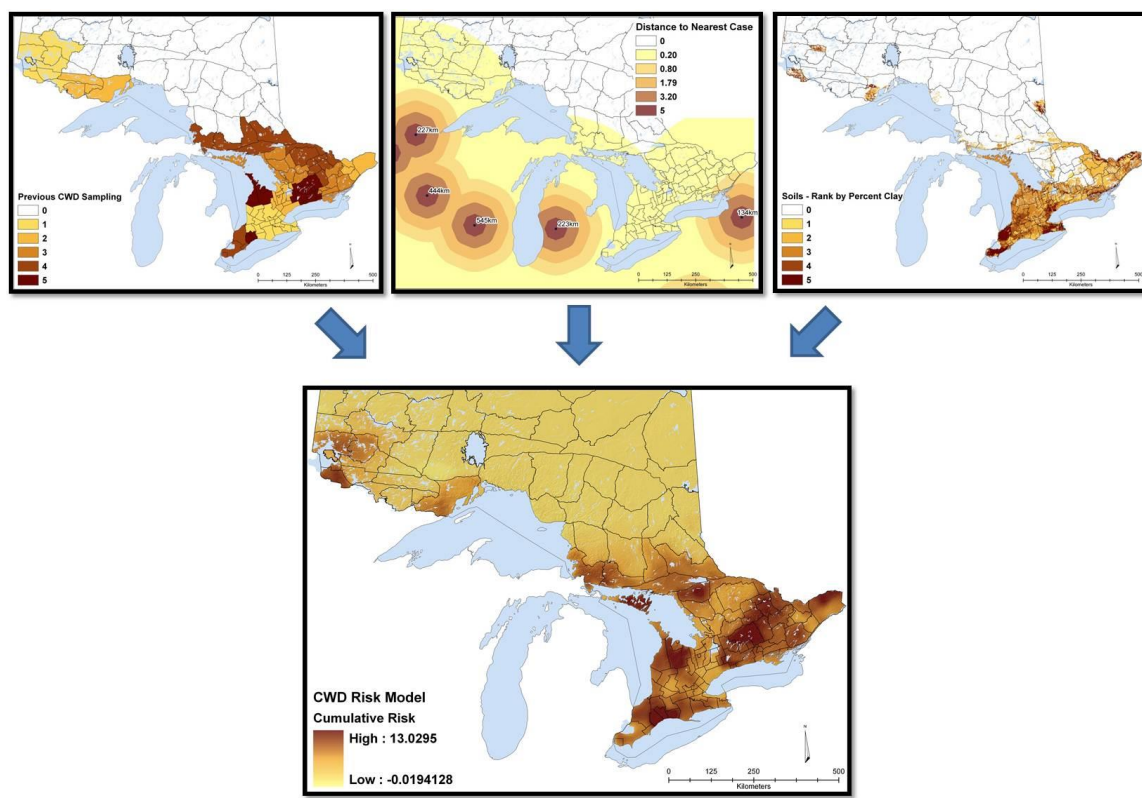 Previous CWD Sampling
0
1
2
3
4
5
0 125 250 500
Kilometers
Distance to Nearest Case
0
0.20
0.80
1.79
3.20
5
227km
444km
545km
223km
134km
0 125 250 500
Kilometers
Soils - Rank by Percent Clay
0
1
2
3
4
5
0 125 250 500
Kilometers
CWD Risk Model
Cumulative Risk
High : 13.0295
Low : -0.0194128
N
0 125 250 500
Kilometers